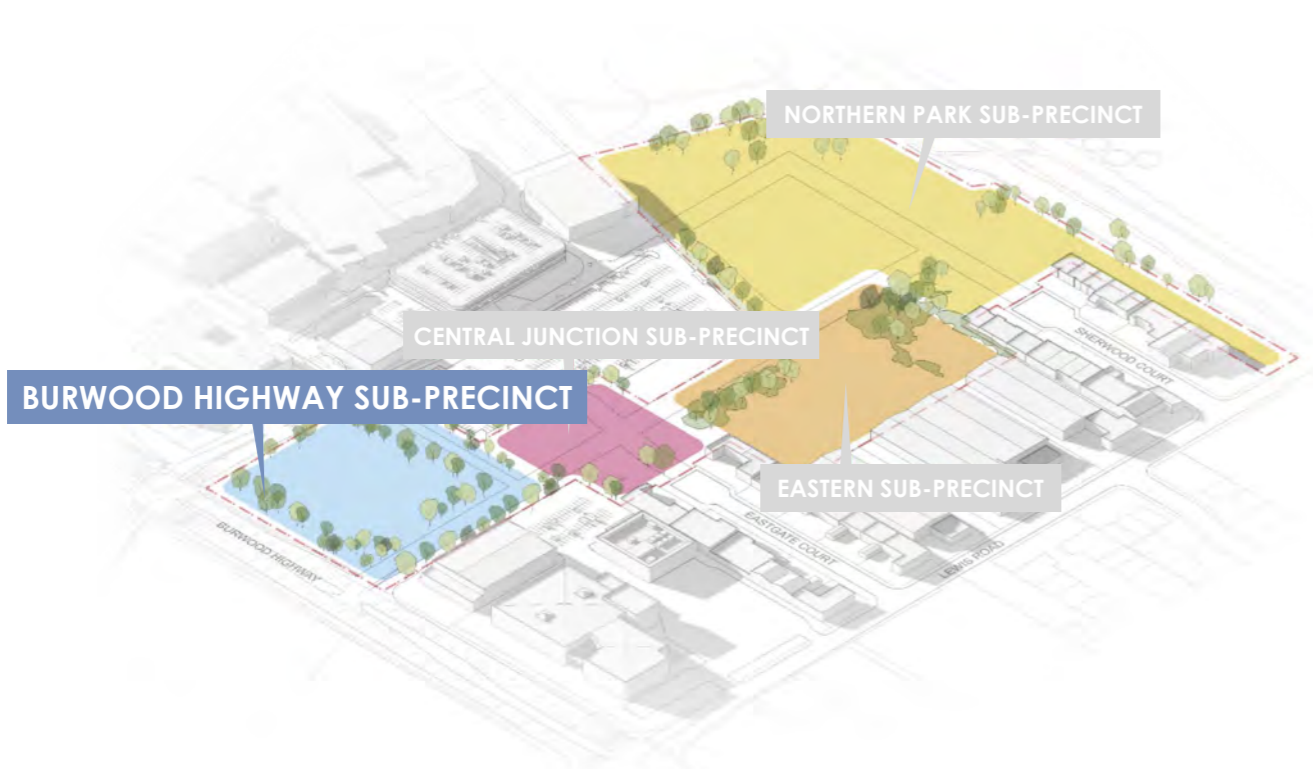 NORTHERN PARK SUB-PRECINCT
CENTRAL JUNCTION SUB-PRECINCT
SHERWOOD COURT
BURWOOD HIGHWAY SUB-PRECINCT
EASTERN SUB-PRECINCT
EASTGATE COURT
BURWOOD HIGHWAY
LEWIS ROAD